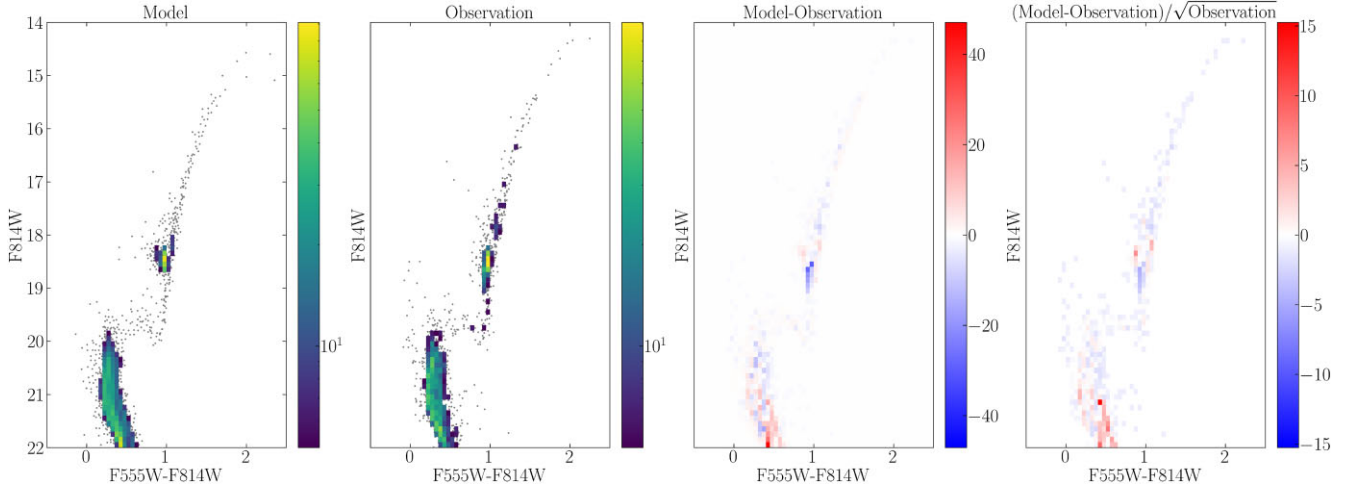 Model
Observation
Model-Observation
(Model-Observation)/√Observation
14
15
16
17
18
19
20
21
22
F814W
0 1 2
F555W-F814W
10¹
F814W
0 1 2
F555W-F814W
10¹
F814W
0 1 2
F555W-F814W
40
20
0
−20
−40
F814W
0 1 2
F555W-F814W
15
10
5
0
−5
−10
−15